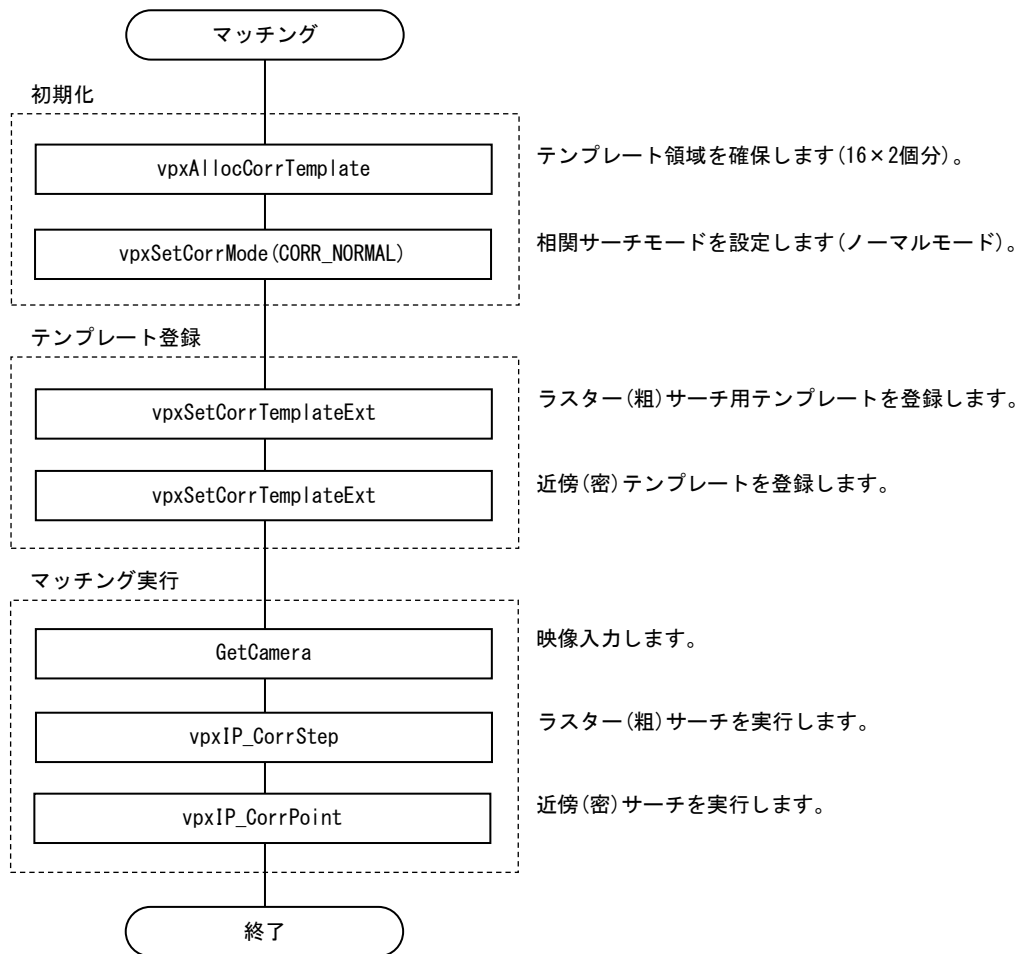 マッチング
初期化
vpxAllocCorrTemplate
テンプレート領域を確保します(16×2個分)。
vpxSetCorrMode(CORR_NORMAL)
相関サーチモードを設定します(ノーマルモード)。
テンプレート登録
vpxSetCorrTemplateExt
ラスター(粗)サーチ用テンプレートを登録します。
vpxSetCorrTemplateExt
近傍(密)テンプレートを登録します。
マッチング実行
GetCamera
映像入力します。
vpxIP_CorrStep
ラスター(粗)サーチを実行します。
vpxIP_CorrPoint
近傍(密)サーチを実行します。
終了